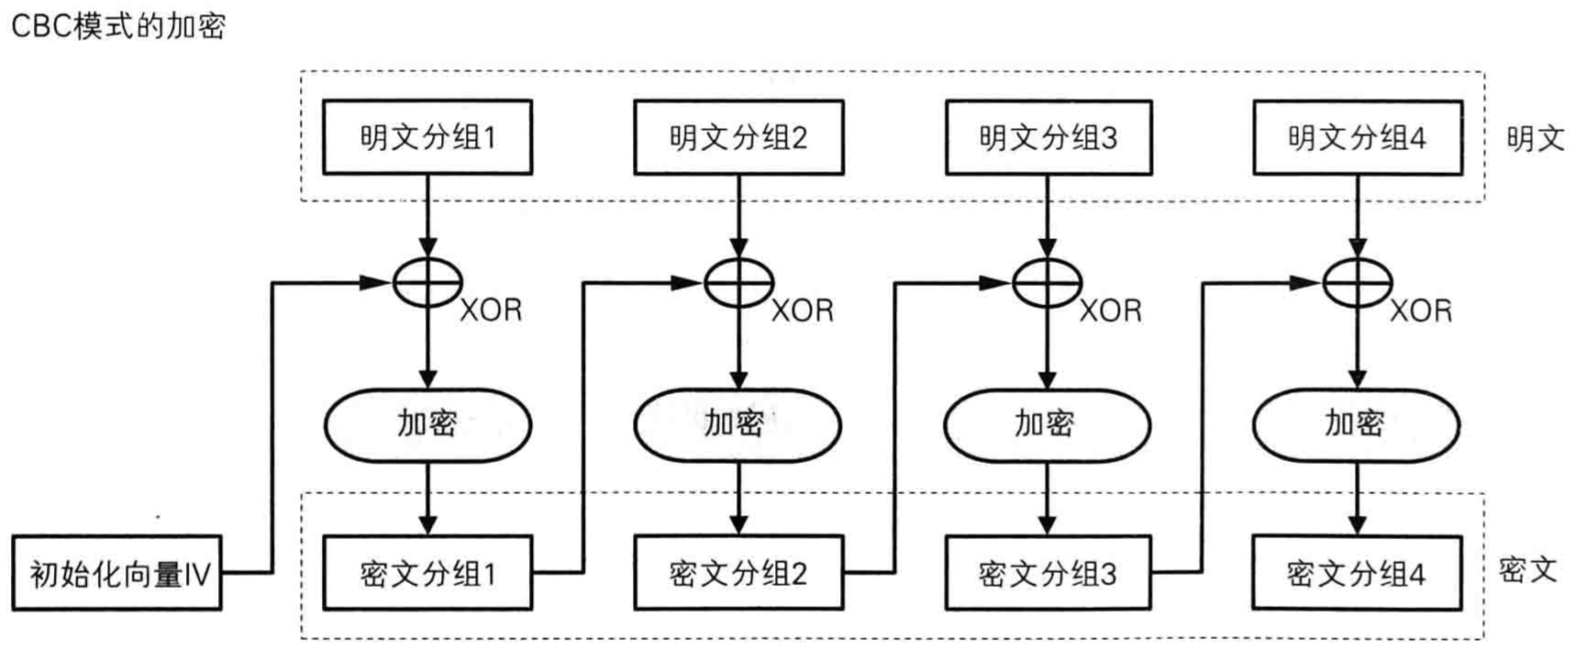 CBC模式的加密
明文分组1 明文分组2 明文分组3 明文分组4 明文
XOR XOR XOR XOR
加密 加密 加密 加密
初始化向量IV 密文分组1 密文分组2 密文分组3 密文分组4 密文